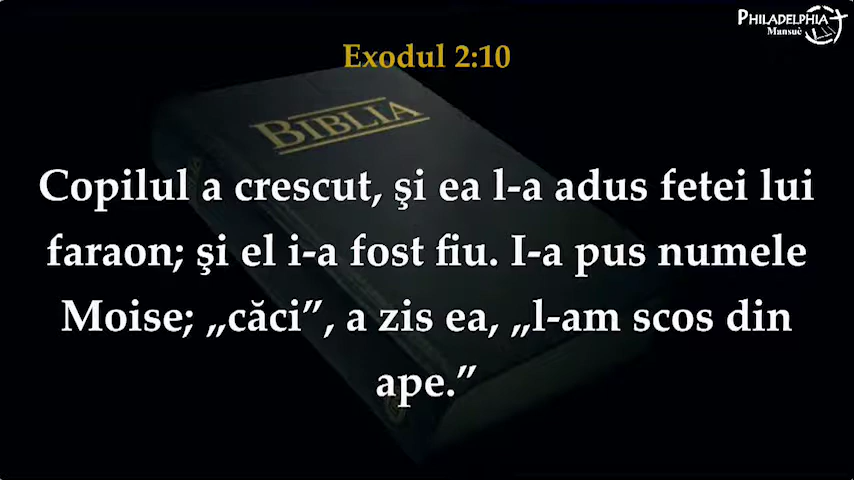 PHILADELPHIA
Mansuè
Exodul 2:10
BIBLIA
Copilul a crescut, şi ea l-a adus fetei lui
faraon; şi el i-a fost fiu. I-a pus numele
Moise; „căci”, a zis ea, „l-am scos din
ape.”